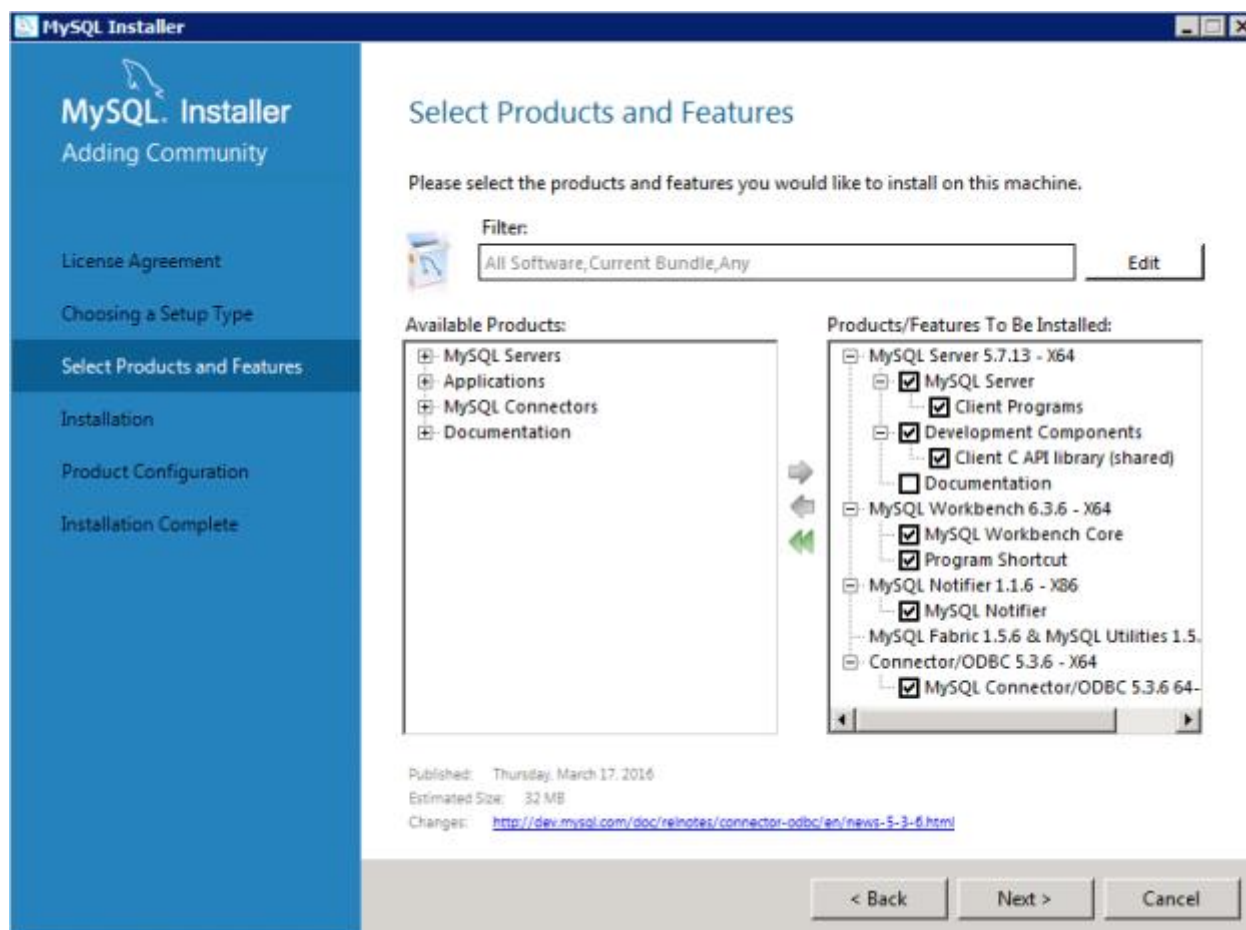 MySQL Installer
MySQL. Installer
Adding Community
License Agreement
Choosing a Setup Type
Select Products and Features
Installation
Product Configuration
Installation Complete
Select Products and Features
Please select the products and features you would like to install on this machine.
Filter:
All Software,Current Bundle,Any
Edit
Available Products:
MySQL Servers
Applications
MySQL Connectors
Documentation
Products/Features To Be Installed:
MySQL Server 5.7.13 - X64
MySQL Server
Client Programs
Development Components
Client C API library (shared)
Documentation
MySQL Workbench 6.3.6 - X64
MySQL Workbench Core
Program Shortcut
MySQL Notifier 1.1.6 - X86
MySQL Notifier
MySQL Fabric 1.5.6 & MySQL Utilities 1.5.
Connector/ODBC 5.3.6 - X64
MySQL Connector/ODBC 5.3.6 64-
Published: Thursday, March 17, 2016
Estimated Size: 32 MB
Changes: http://dev.mysql.com/doc/relnotes/connector-odbc/en/news-5-3-6.html
< Back
Next >
Cancel